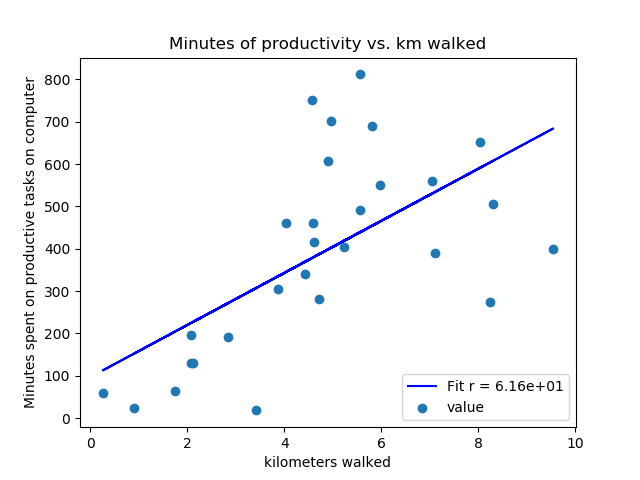 Minutes of productivity vs. km walked
Minutes spent on productive tasks on computer
800
700
600
500
400
300
200
100
0
0 2 4 6 8 10
kilometers walked
Fit r = 6.16e+01
value